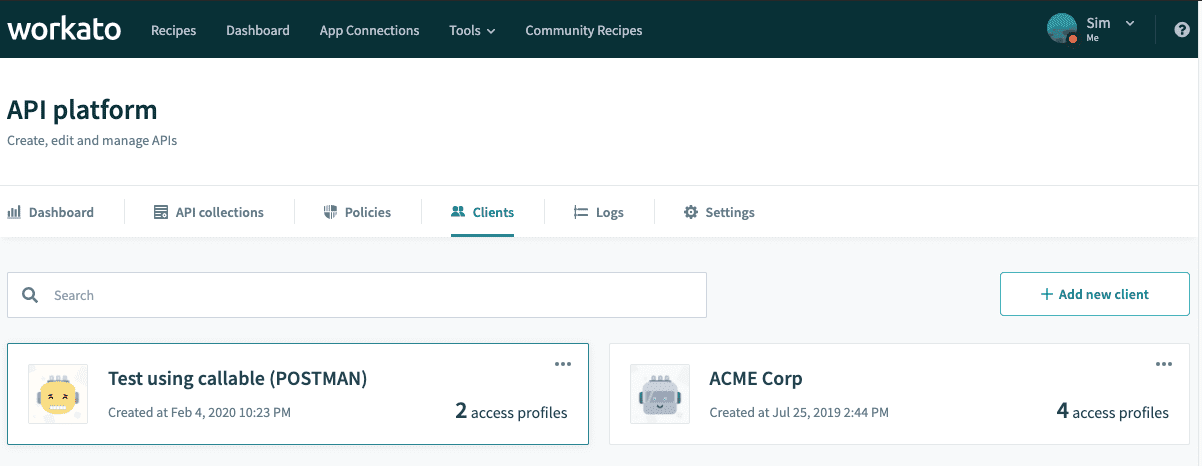 workato Recipes Dashboard App Connections Tools Community Recipes Sim
Me
API platform
Create, edit and manage APIs
Dashboard API collections Policies Clients Logs Settings
Search + Add new client
Test using callable (POSTMAN)
Created at Feb 4, 2020 10:23 PM 2 access profiles
ACME Corp
Created at Jul 25, 2019 2:44 PM 4 access profiles